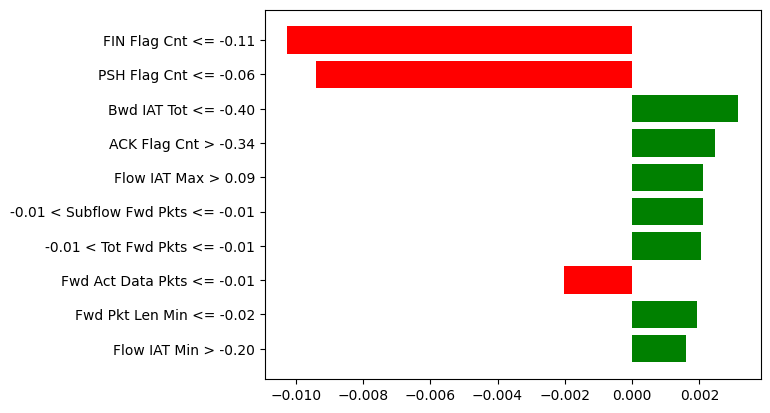 FIN Flag Cnt <= -0.11
PSH Flag Cnt <= -0.06
Bwd IAT Tot <= -0.40
ACK Flag Cnt > -0.34
Flow IAT Max > 0.09
-0.01 < Subflow Fwd Pkts <= -0.01
-0.01 < Tot Fwd Pkts <= -0.01
Fwd Act Data Pkts <= -0.01
Fwd Pkt Len Min <= -0.02
Flow IAT Min > -0.20
−0.010 −0.008 −0.006 −0.004 −0.002 0.000 0.002